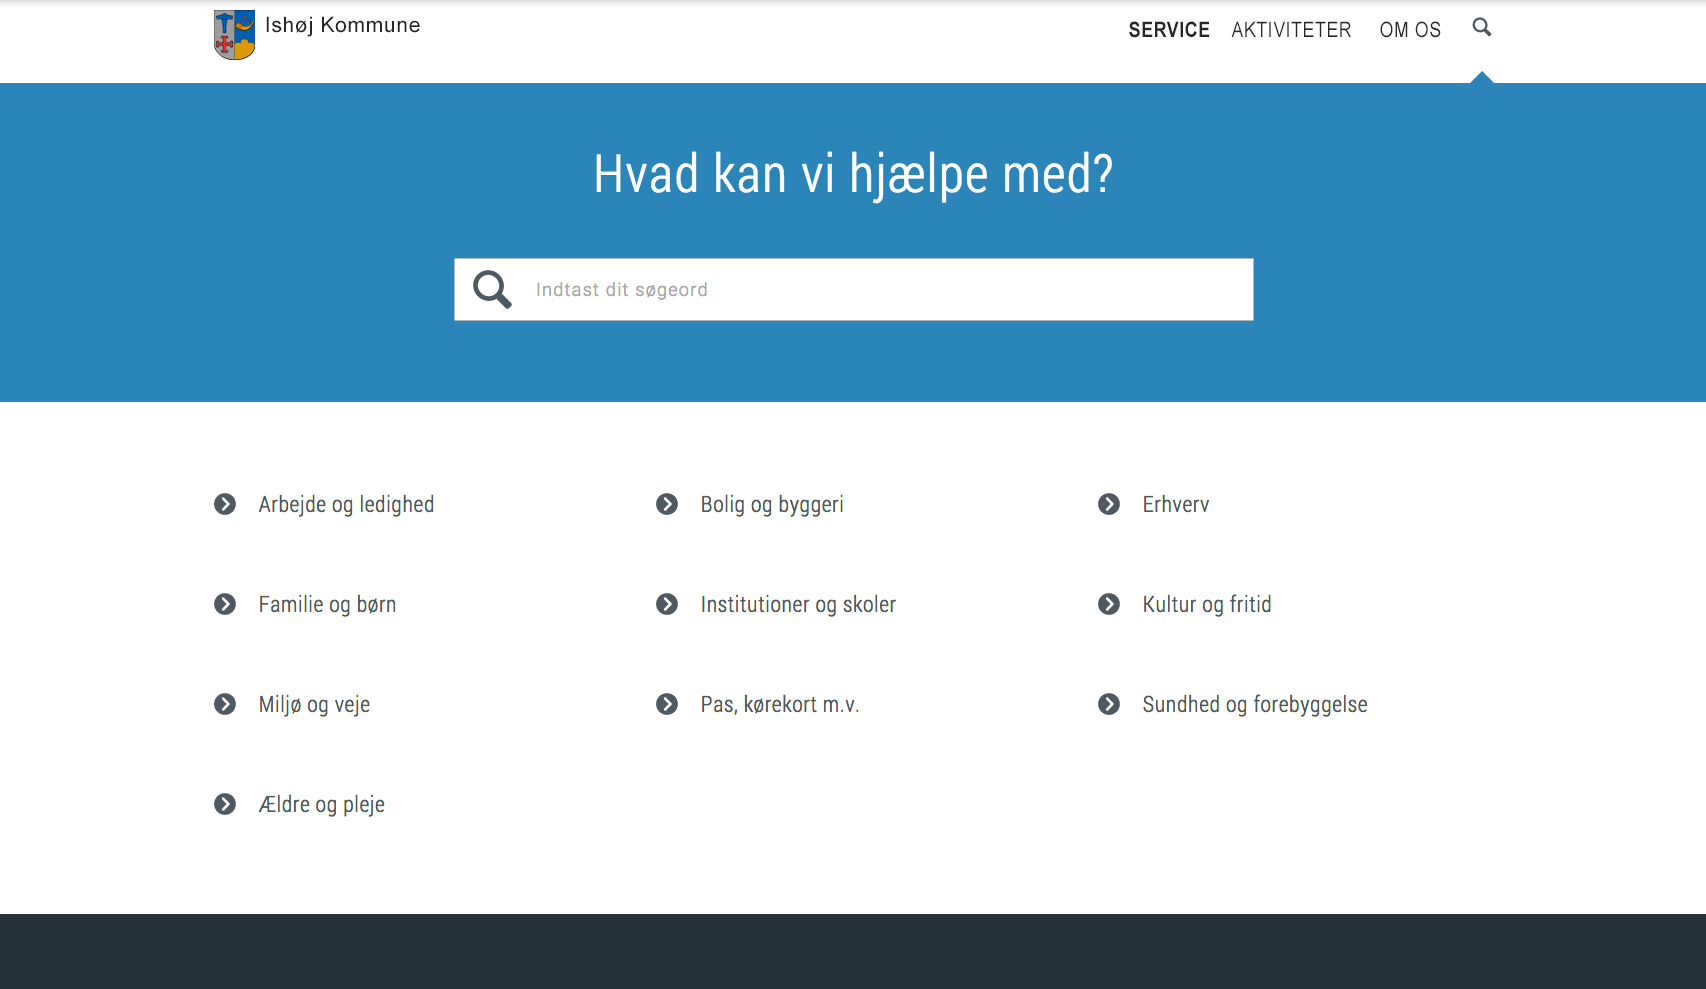 Ishøj Kommune
SERVICE AKTIVITETER OM OS
Hvad kan vi hjælpe med?
Indtast dit søgeord
Arbejde og ledighed
Bolig og byggeri
Erhverv
Familie og børn
Institutioner og skoler
Kultur og fritid
Miljø og veje
Pas, kørekort m.v.
Sundhed og forebyggelse
Ældre og pleje